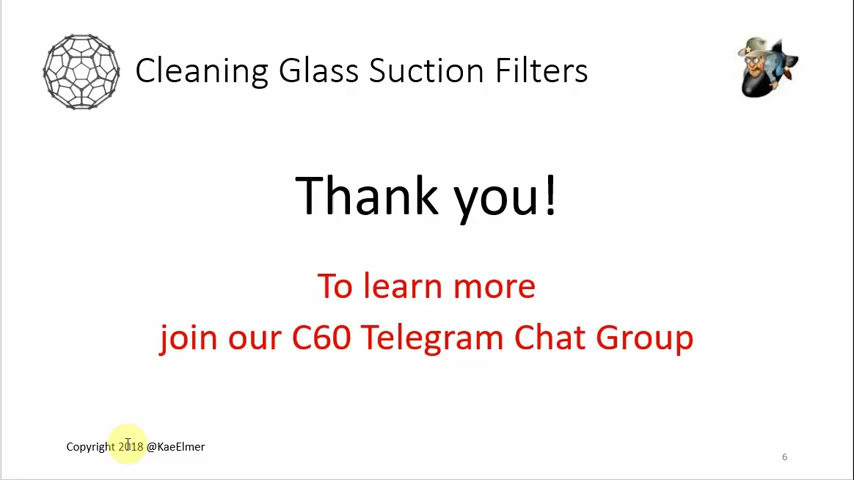 Cleaning Glass Suction Filters
Thank you!
To learn more
join our C60 Telegram Chat Group
Copyright 2018 @KaeElmer
6